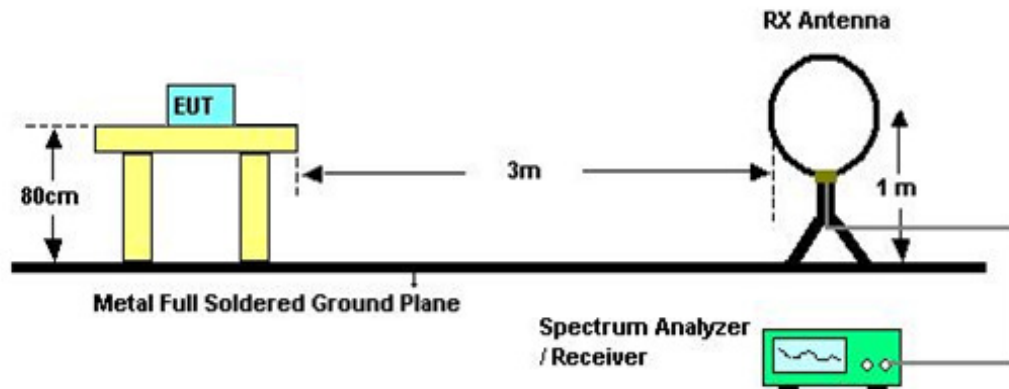 RX Antenna
EUT
3m
80cm
1 m
Metal Full Soldered Ground Plane
Spectrum Analyzer
/ Receiver